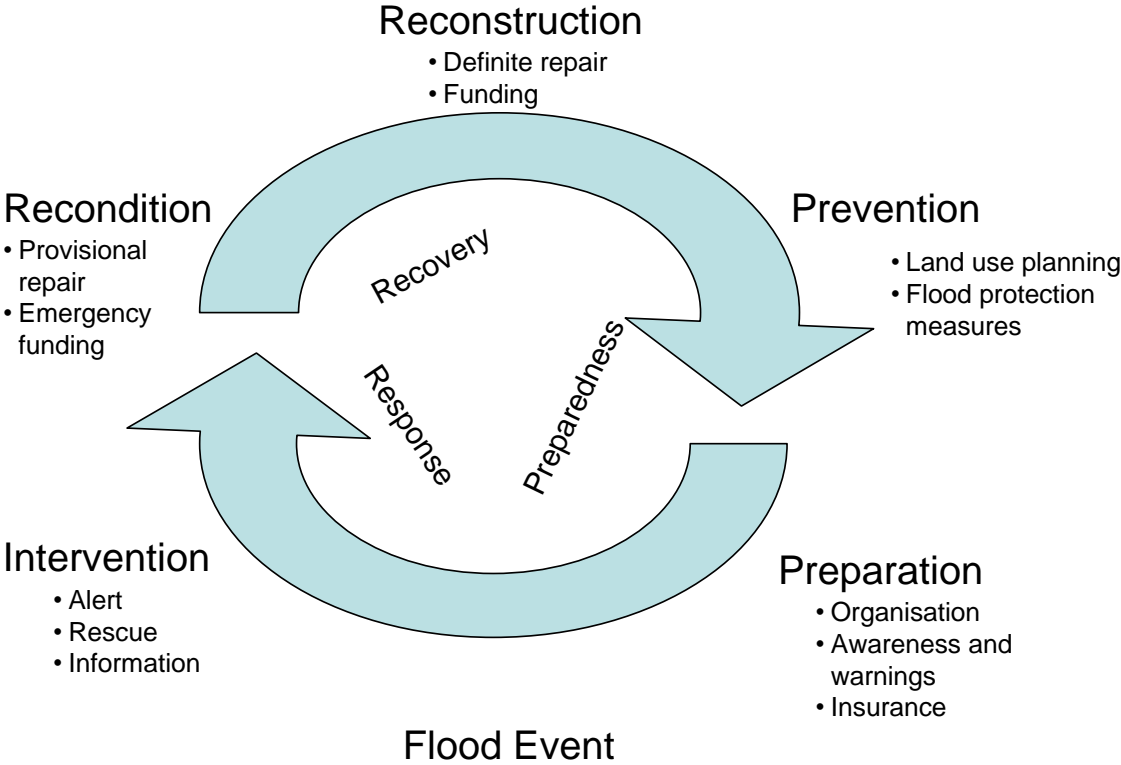 Reconstruction
• Definite repair
• Funding
Recondition
• Provisional
repair
• Emergency
funding
Prevention
• Land use planning
• Flood protection
measures
Recovery
Response
Preparedness
Intervention
• Alert
• Rescue
• Information
Preparation
• Organisation
• Awareness and
warnings
• Insurance
Flood Event